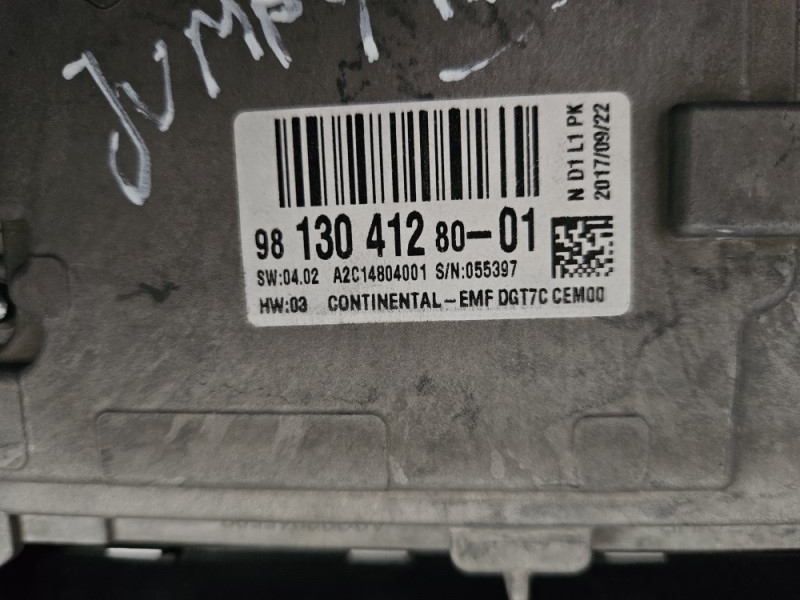 JUMPY
98 130 412 80-01
SW:04.02 A2C14804001 S/N:055397
HW:03 CONTINENTAL-EMF DGT7C CEM00
N D1 L1 PK
2017/09/22